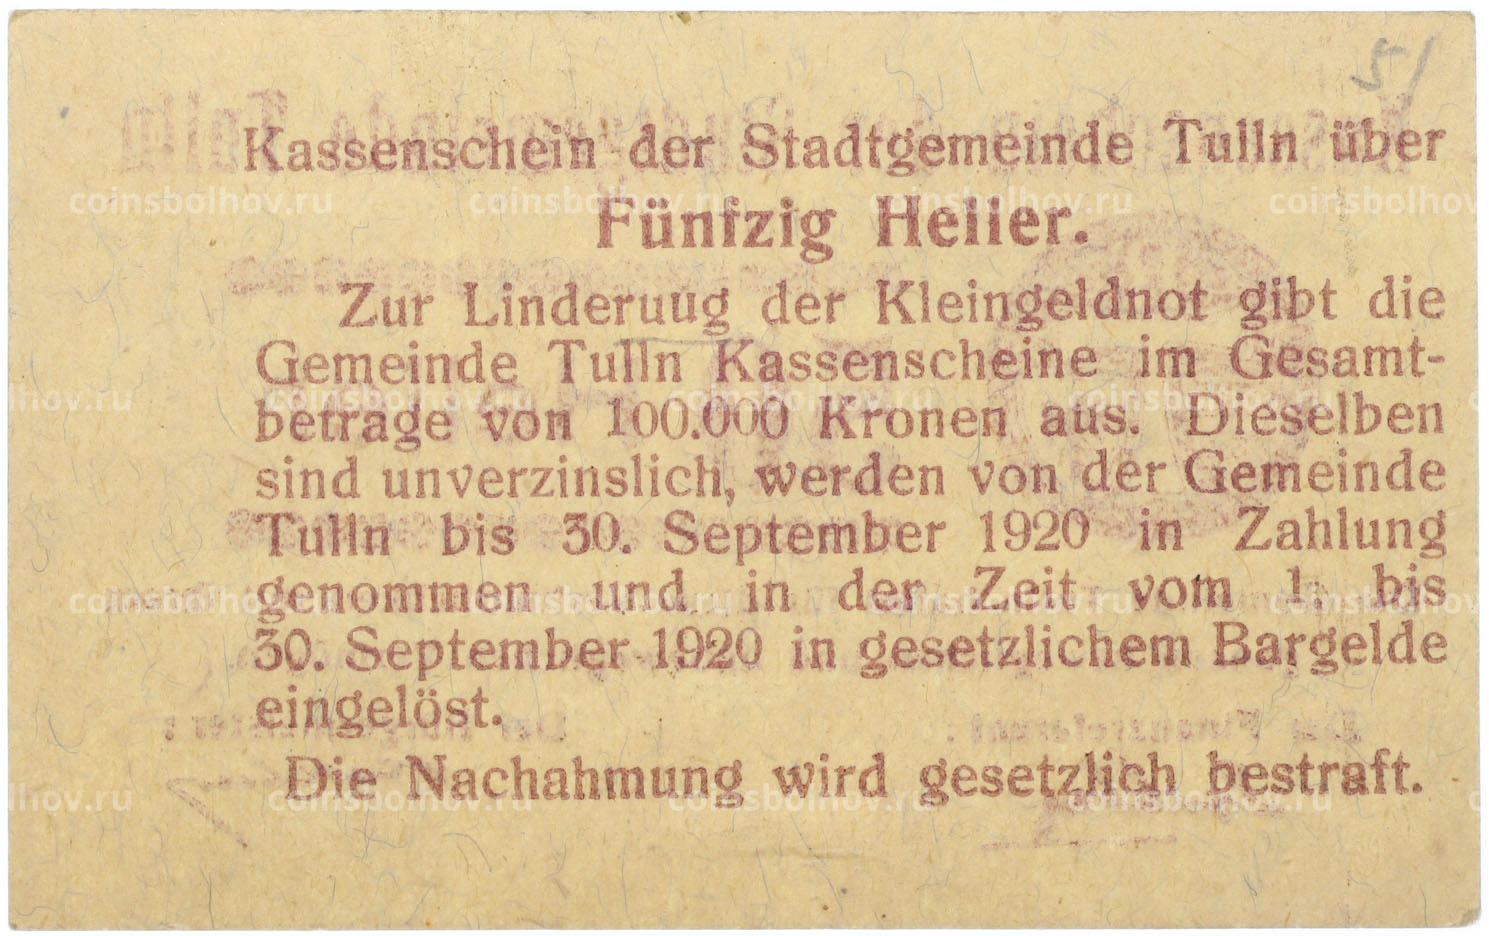 51
Kassenschein der Stadtgemeinde Tulln über
Fünfzig Heller.
Zur Linderuug der Kleingeldnot gibt die
Gemeinde Tulln Kassenscheine im Gesamt-
betrage von 100.000 Kronen aus. Dieselben
sind unverzinslich, werden von der Gemeinde
Tulln bis 30. September 1920 in Zahlung
genommen und in der Zeit vom 1. bis
30. September 1920 in gesetzlichem Bargelde
eingelöst.
Die Nachahmung wird gesetzlich bestraft.
coinsbolhov.ru